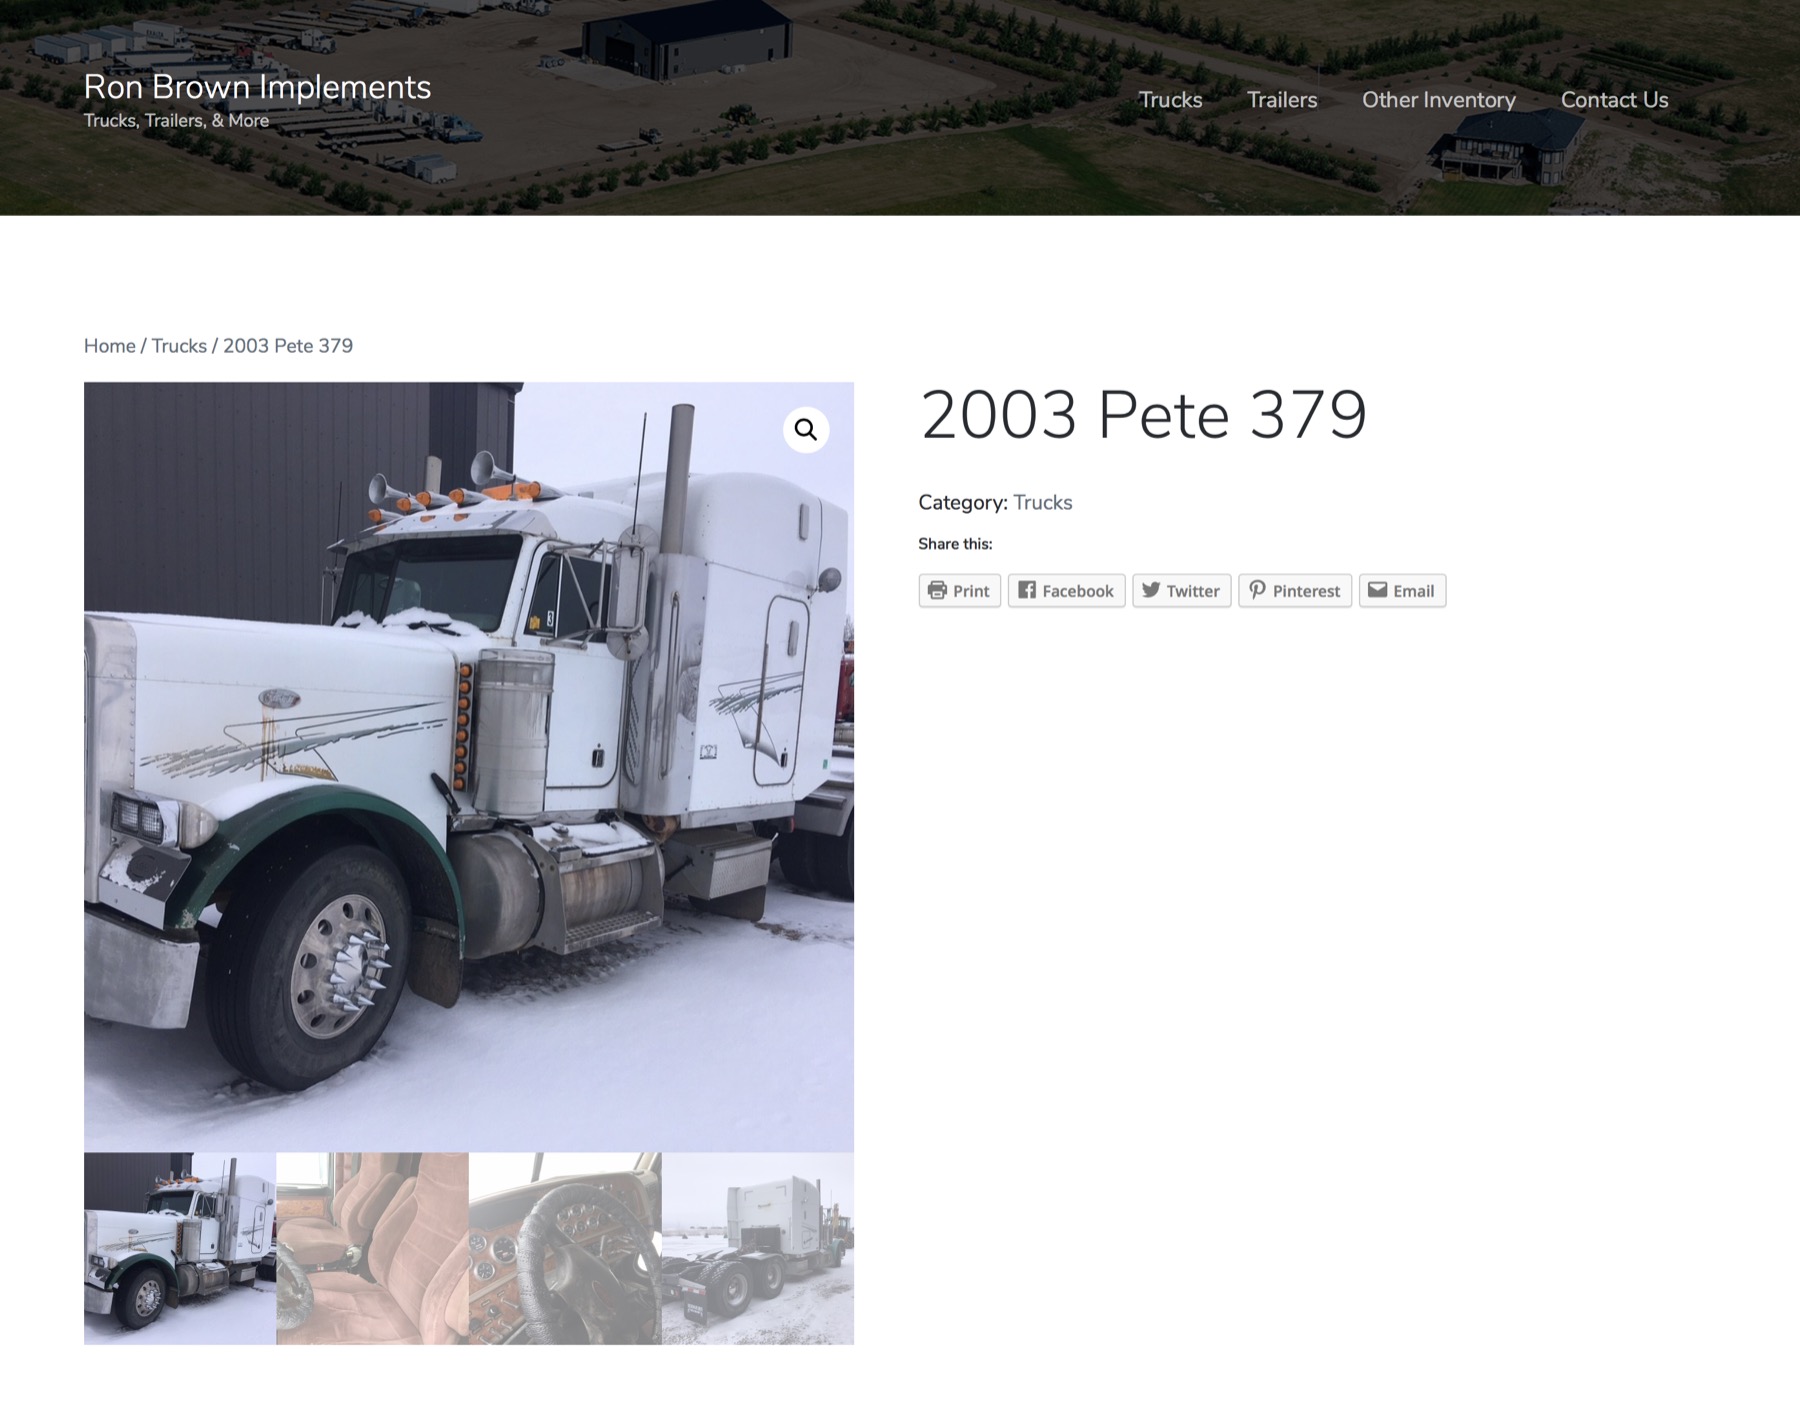 Ron Brown Implements
Trucks, Trailers, & More
Trucks Trailers Other Inventory Contact Us
Home / Trucks / 2003 Pete 379
2003 Pete 379
Category: Trucks
Share this:
Print Facebook Twitter Pinterest Email
3